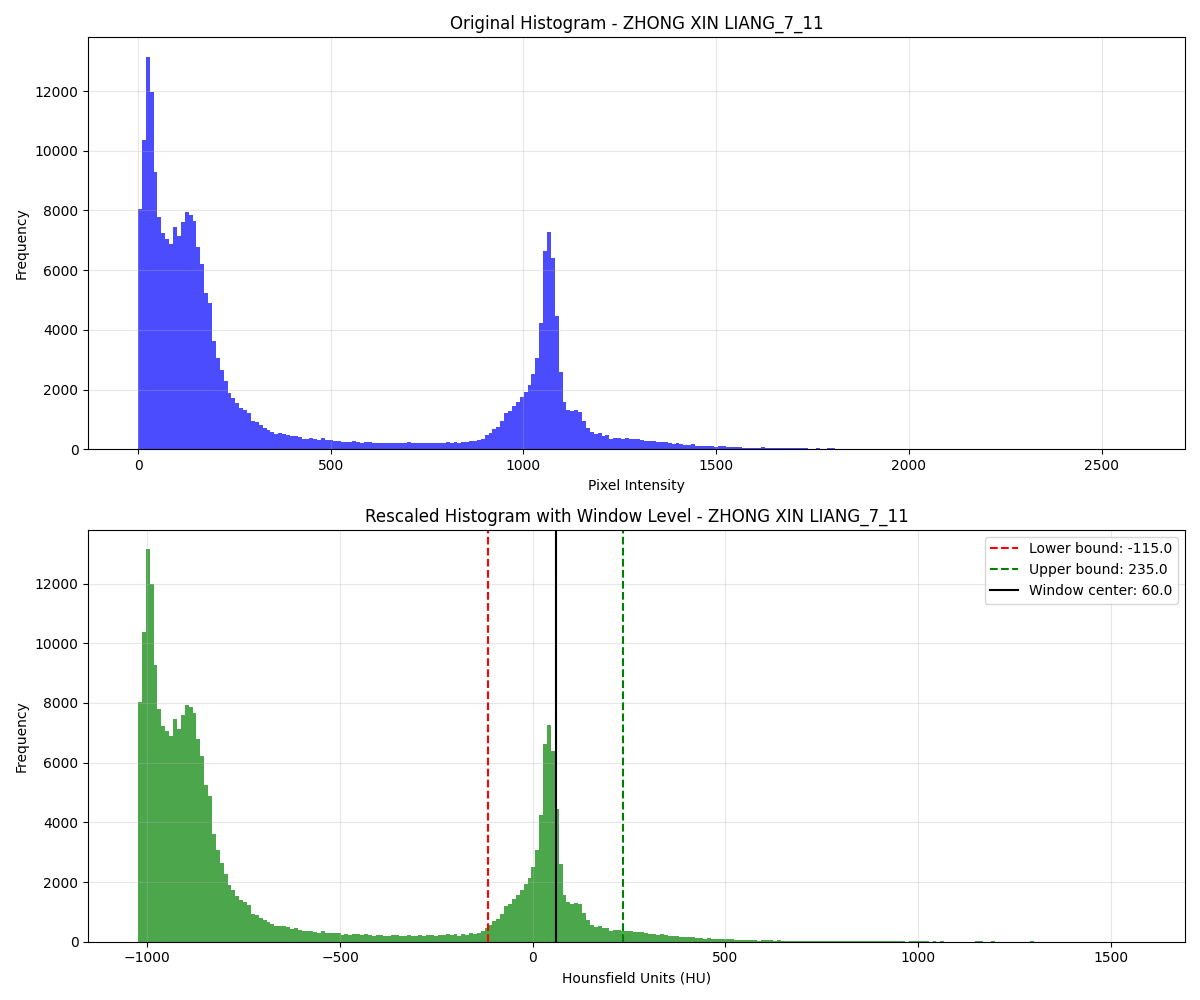 Original Histogram - ZHONG XIN LIANG_7_11
Frequency
12000
10000
8000
6000
4000
2000
0
0 500 1000 1500 2000 2500
Pixel Intensity
Rescaled Histogram with Window Level - ZHONG XIN LIANG_7_11
Lower bound: -115.0
Upper bound: 235.0
Window center: 60.0
Frequency
12000
10000
8000
6000
4000
2000
0
−1000 −500 0 500 1000 1500
Hounsfield Units (HU)